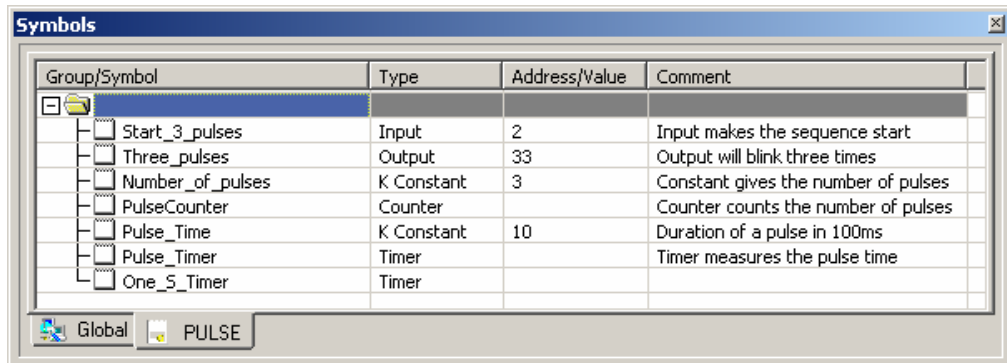 Symbols
Group/Symbol Type Address/Value Comment
Start_3_pulses Input 2 Input makes the sequence start
Three_pulses Output 33 Output will blink three times
Number_of_pulses K Constant 3 Constant gives the number of pulses
PulseCounter Counter Counter counts the number of pulses
Pulse_Time K Constant 10 Duration of a pulse in 100ms
Pulse_Timer Timer Timer measures the pulse time
One_S_Timer Timer
Global PULSE